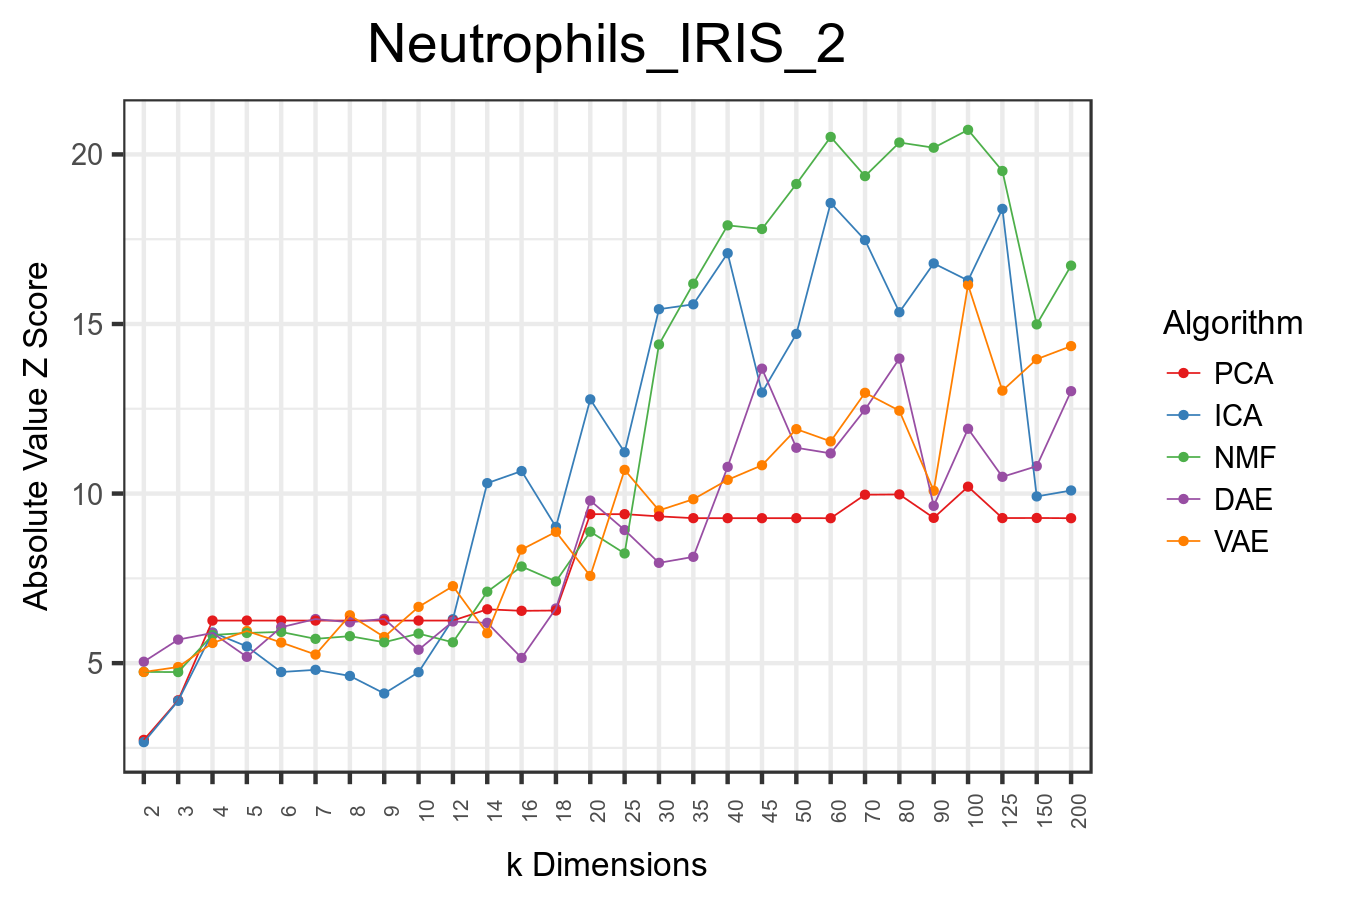 Neutrophils_IRIS_2
Absolute Value Z Score
20
15
10
5
2 3 4 5 6 7 8 9 10 12 14 16 18 20 25 30 35 40 45 50 60 70 80 90 100 125 150 200
k Dimensions
Algorithm
PCA
ICA
NMF
DAE
VAE